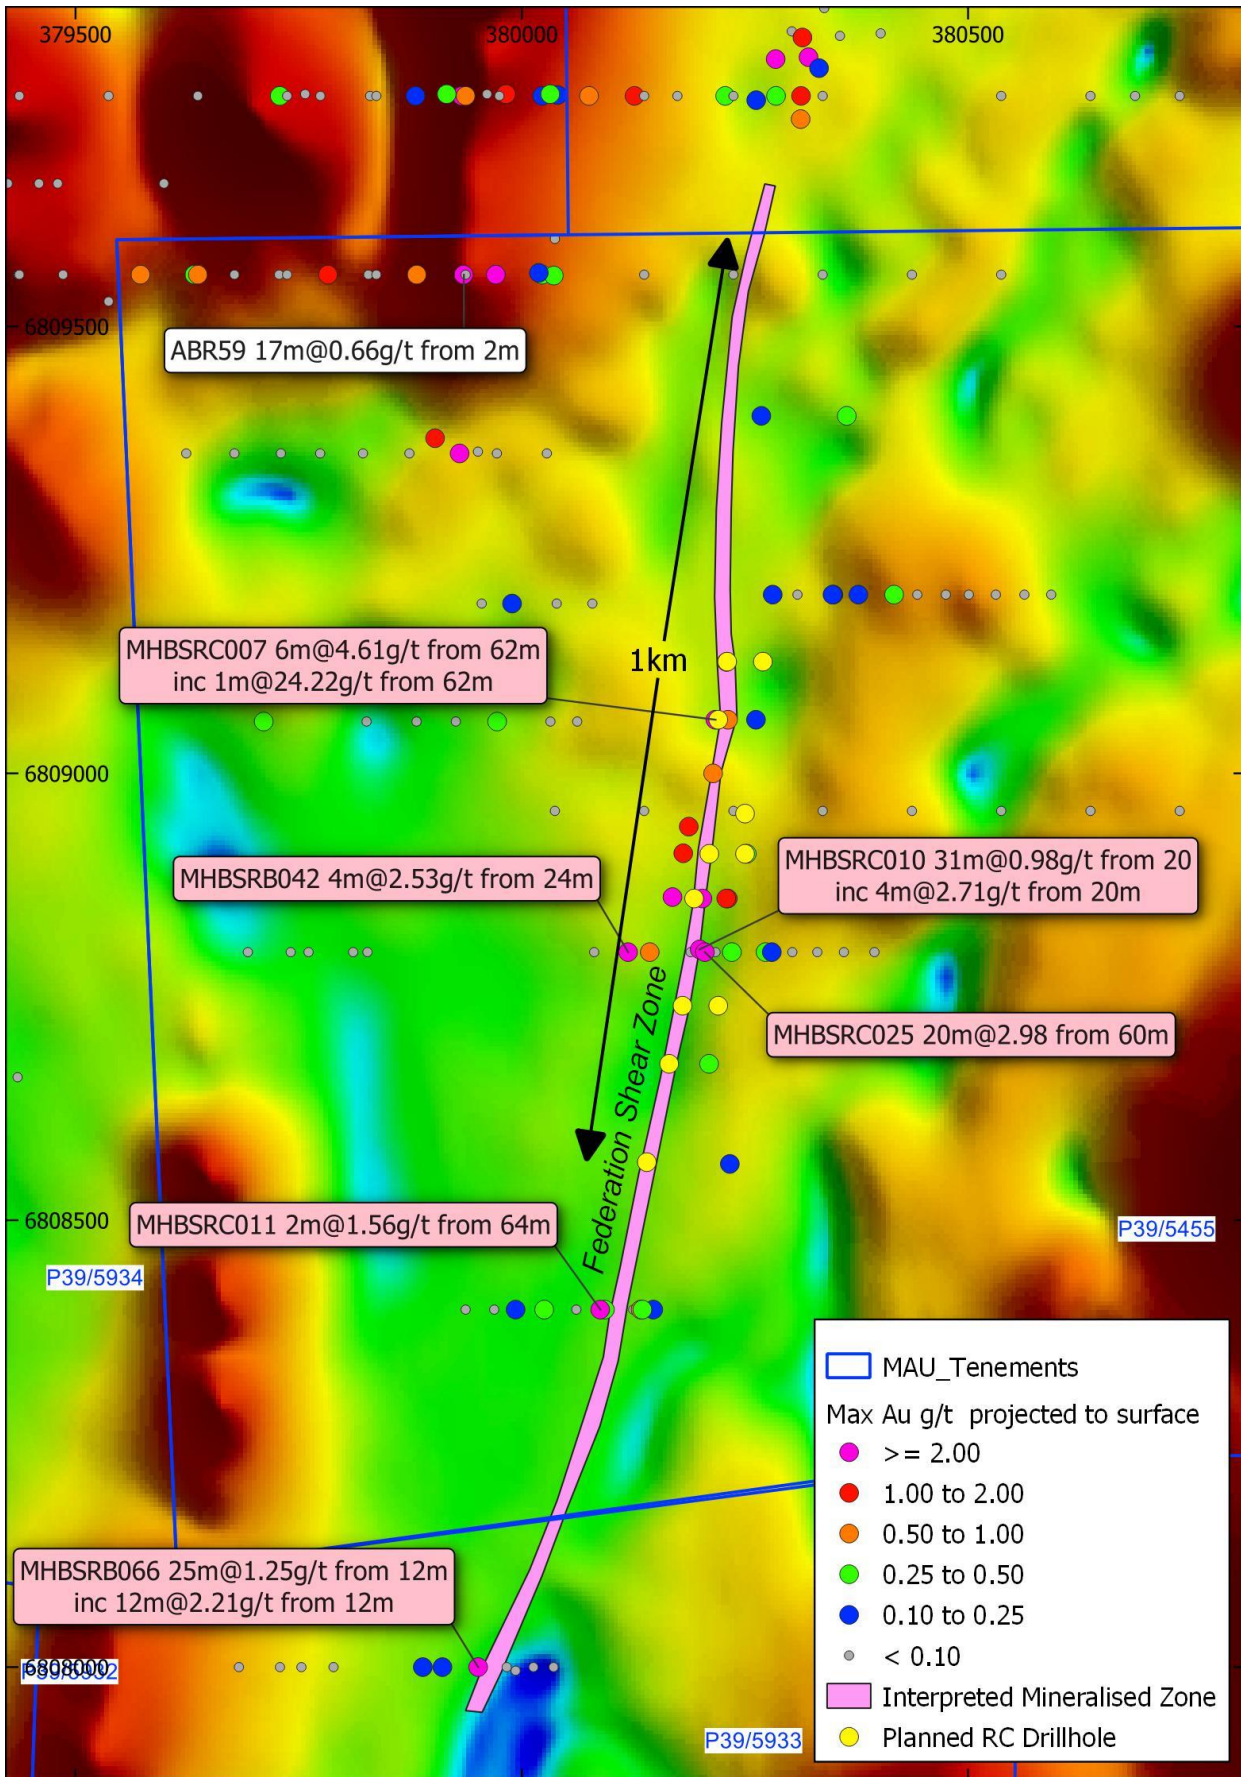 379500
380000
380500
6809500
ABR59 17m@0.66g/t from 2m
MHBSRC007 6m@4.61g/t from 62m
inc 1m@24.22g/t from 62m
1km
6809000
MHBSRC010 31m@0.98g/t from 20
inc 4m@2.71g/t from 20m
MHBSRB042 4m@2.53g/t from 24m
Federation Shear Zone
MHBSRC025 20m@2.98 from 60m
6808500
MHBSRC011 2m@1.56g/t from 64m
P39/5455
P39/5934
MAU_Tenements
Max Au g/t projected to surface
>= 2.00
1.00 to 2.00
0.50 to 1.00
0.25 to 0.50
0.10 to 0.25
< 0.10
Interpreted Mineralised Zone
Planned RC Drillhole
MHBSRB066 25m@1.25g/t from 12m
inc 12m@2.21g/t from 12m
6808000
P39/5932
P39/5933